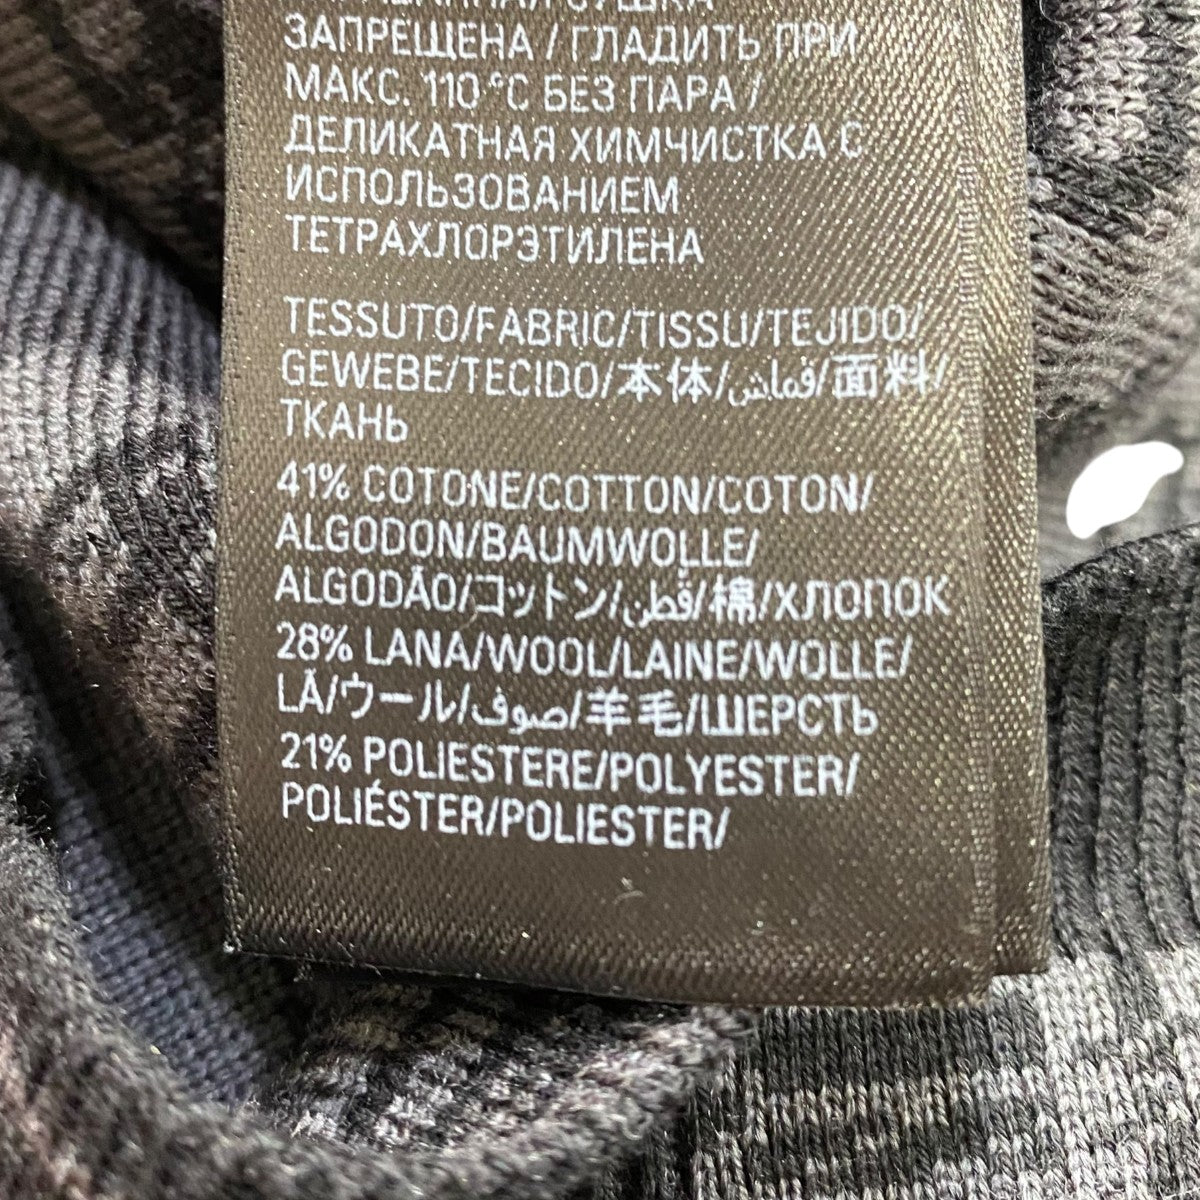 СУШКА
ЗАПРЕЩЕНА / ГЛАДИТЬ ПРИ
МАКС. 110 °C БЕЗ ПАРА /
ДЕЛИКАТНАЯ ХИМЧИСТКА С
ИСПОЛЬЗОВАНИЕМ
ТЕТРАХЛОРЭТИЛЕНА
TESSUTO/FABRIC/TISSU/TEJIDO/
GEWEBE/TECIDO/本体/قماش/面料/
ТКАНЬ
41% COTONE/COTTON/COTON/
ALGODON/BAUMWOLLE/
ALGODÃO/コットン/قطن/棉/ХЛОПОК
28% LANA/WOOL/LAINE/WOLLE/
LÃ/ウール/صوف/羊毛/ШЕРСТЬ
21% POLIESTERE/POLYESTER/
POLIÉSTER/POLIESTER/